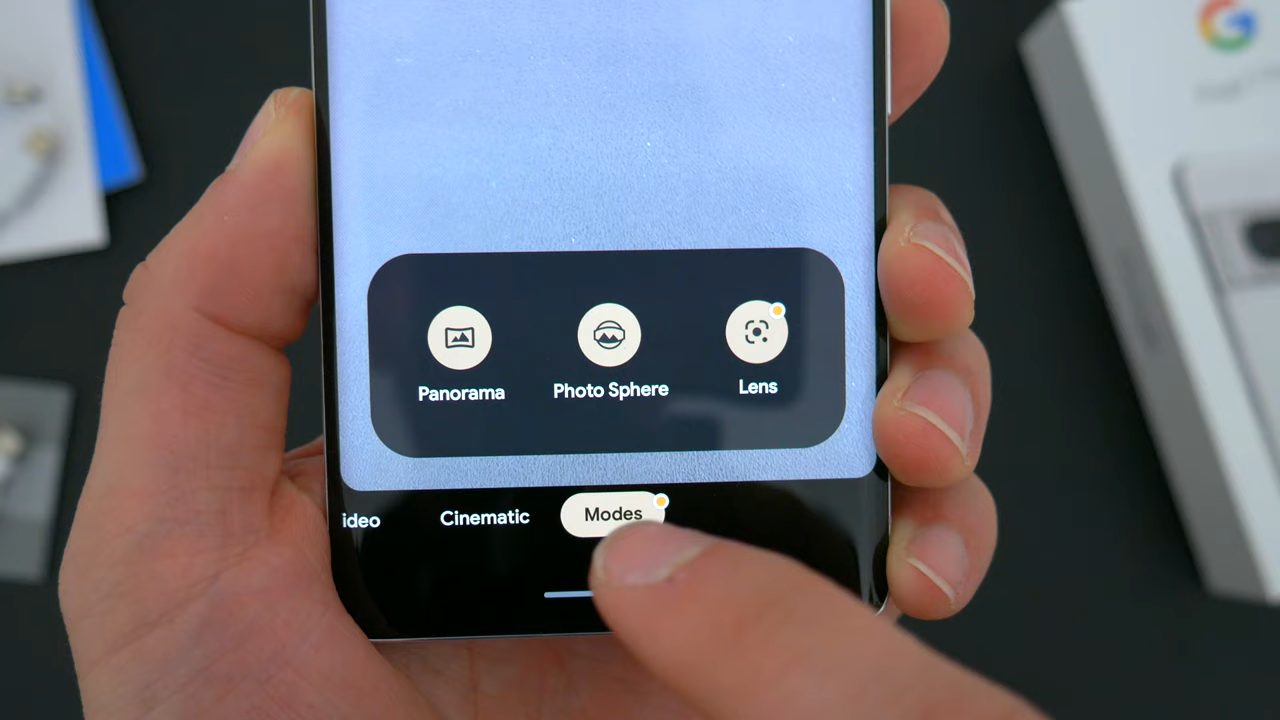 Panorama
Photo Sphere
Lens
ideo
Cinematic
Modes
G